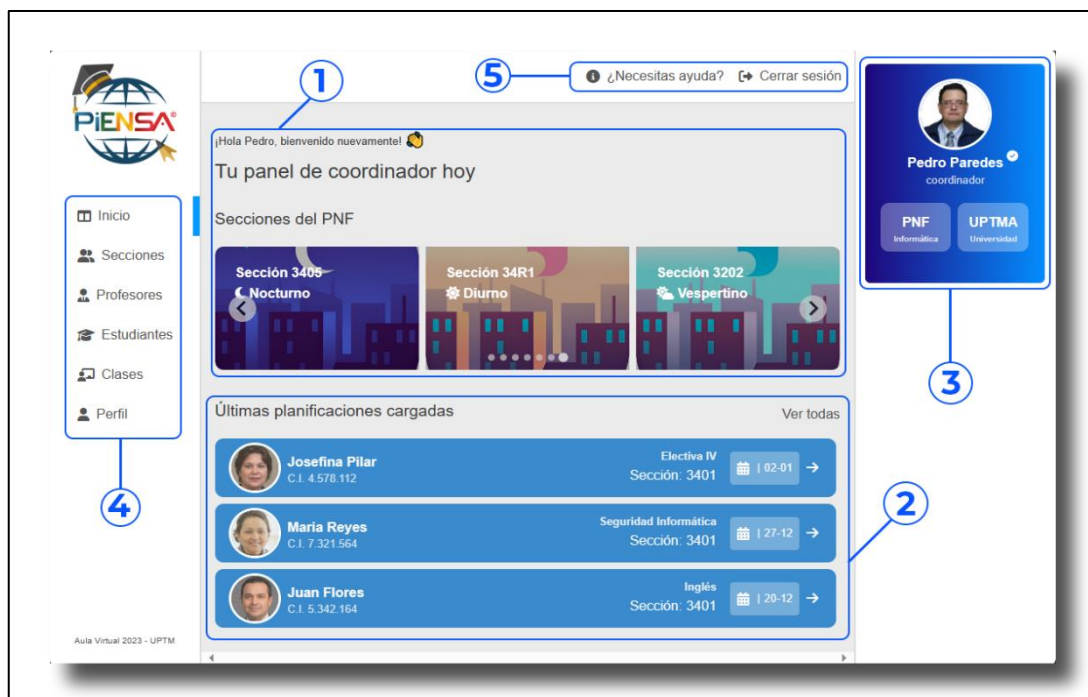 1
5
¿Necesitas ayuda? Cerrar sesión
PiENSA®
¡Hola Pedro, bienvenido nuevamente!
Tu panel de coordinador hoy
Secciones del PNF
Sección 3405
Nocturno
Sección 34R1
Diurno
Sección 3202
Vespertino
Pedro Paredes
coordinador
PNF
Informática
UPTMA
Universidad
3
Inicio
Secciones
Profesores
Estudiantes
Clases
Perfil
4
Últimas planificaciones cargadas
Ver todas
Josefina Pilar
C.I. 4.578.112
Electiva IV
Sección: 3401
| 02-01
Maria Reyes
C.I. 7.321.564
Seguridad Informática
Sección: 3401
| 27-12
Juan Flores
C.I. 5.342.164
Inglés
Sección: 3401
| 20-12
2
Aula Virtual 2023 - UPTM